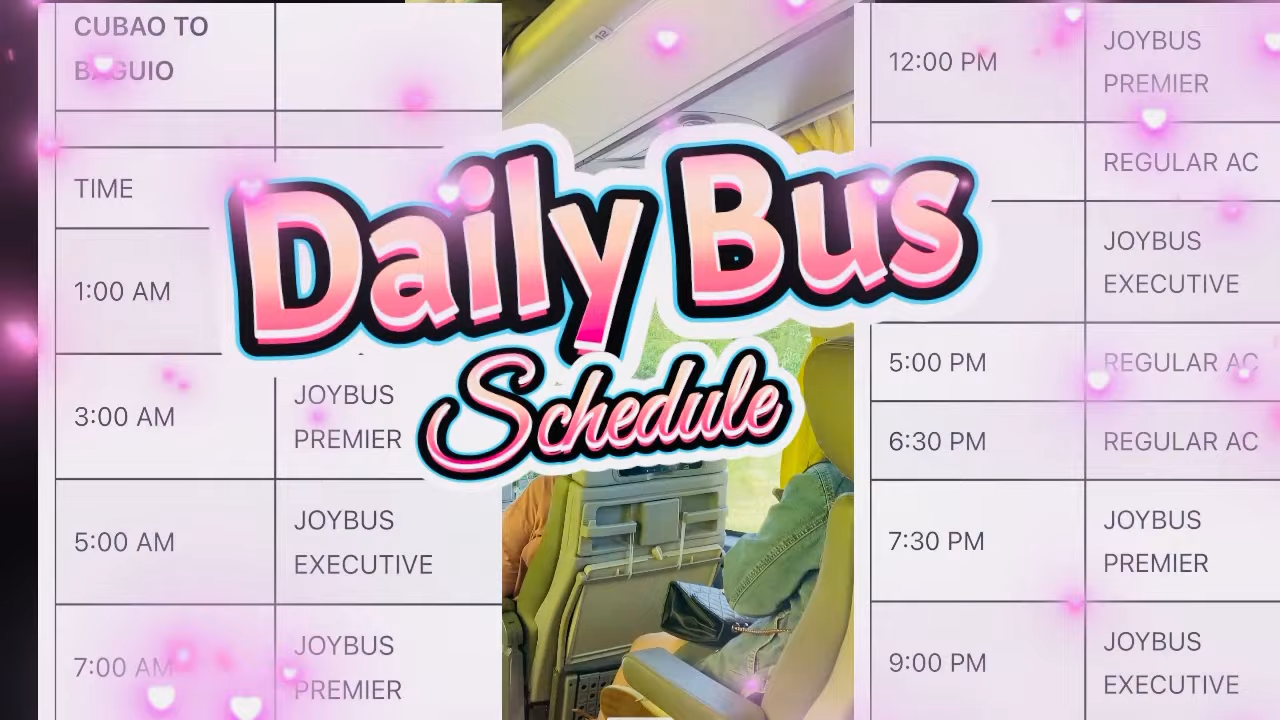 CUBAO TO
BAGUIO
TIME
1:00 AM
3:00 AM
JOYBUS
PREMIER
5:00 AM
JOYBUS
EXECUTIVE
7:00 AM
JOYBUS
PREMIER
12
Daily Bus
Schedule
12:00 PM
JOYBUS
PREMIER
REGULAR AC
JOYBUS
EXECUTIVE
5:00 PM
REGULAR AC
6:30 PM
REGULAR AC
7:30 PM
JOYBUS
PREMIER
9:00 PM
JOYBUS
EXECUTIVE